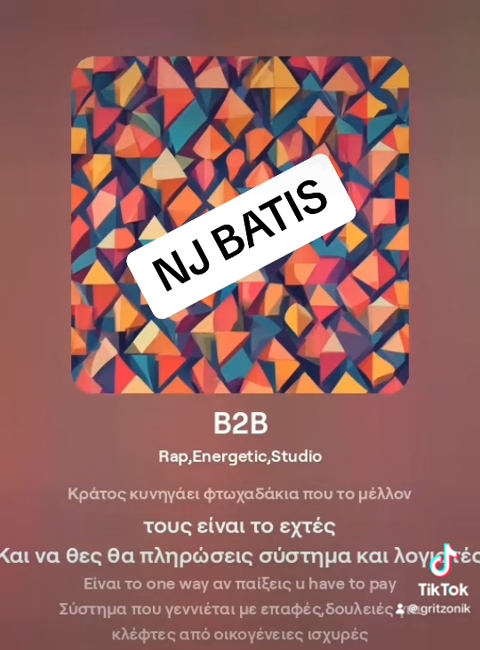 NJ BATIS
B2B
Rap,Energetic,Studio
Κράτος κυνηγάει φτωχαδάκια που το μέλλον
τους είναι το εχτές
Και να θες θα πληρώσεις σύστημα και
Είναι το one way αν παίξεις u have to pay
TikTok
Σύστημα που γεννιέται με επαφές,δουλειές
@gritzonik
κλέφτες από οικογένειες ισχυρές